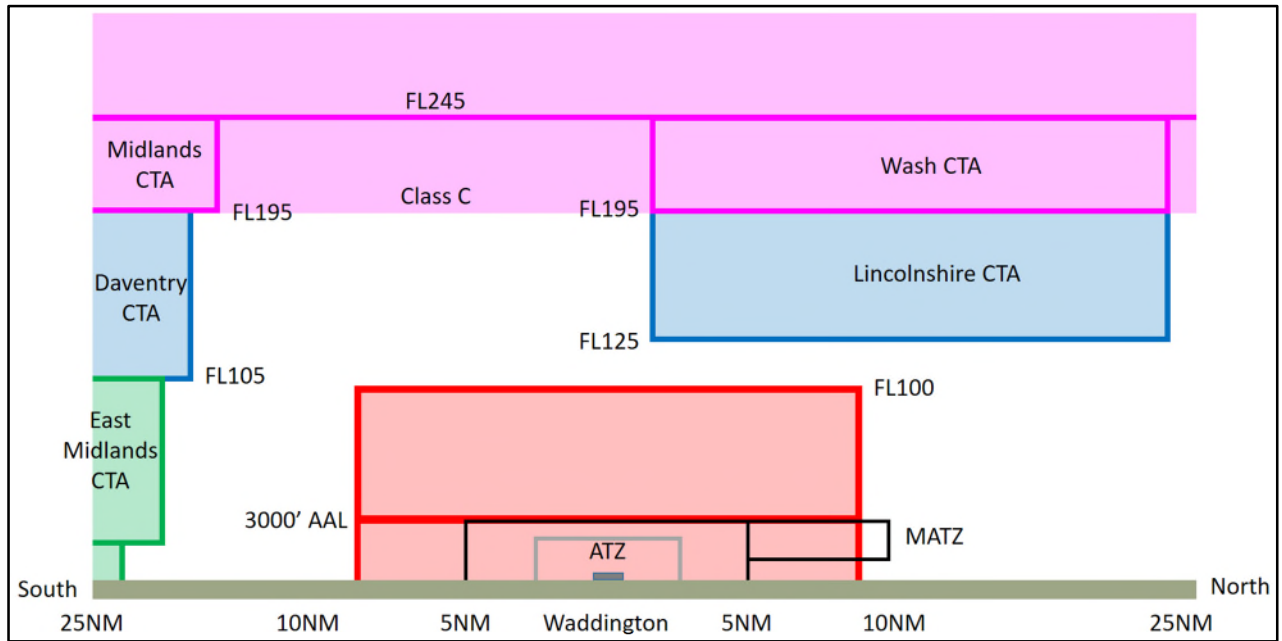 FL245
Midlands
CTA
Wash CTA
Class C
FL195
FL195
Daventry
CTA
Lincolnshire CTA
FL125
FL105
FL100
East
Midlands
CTA
3000’ AAL
ATZ
MATZ
South
North
25NM
10NM
5NM
Waddington
5NM
10NM
25NM